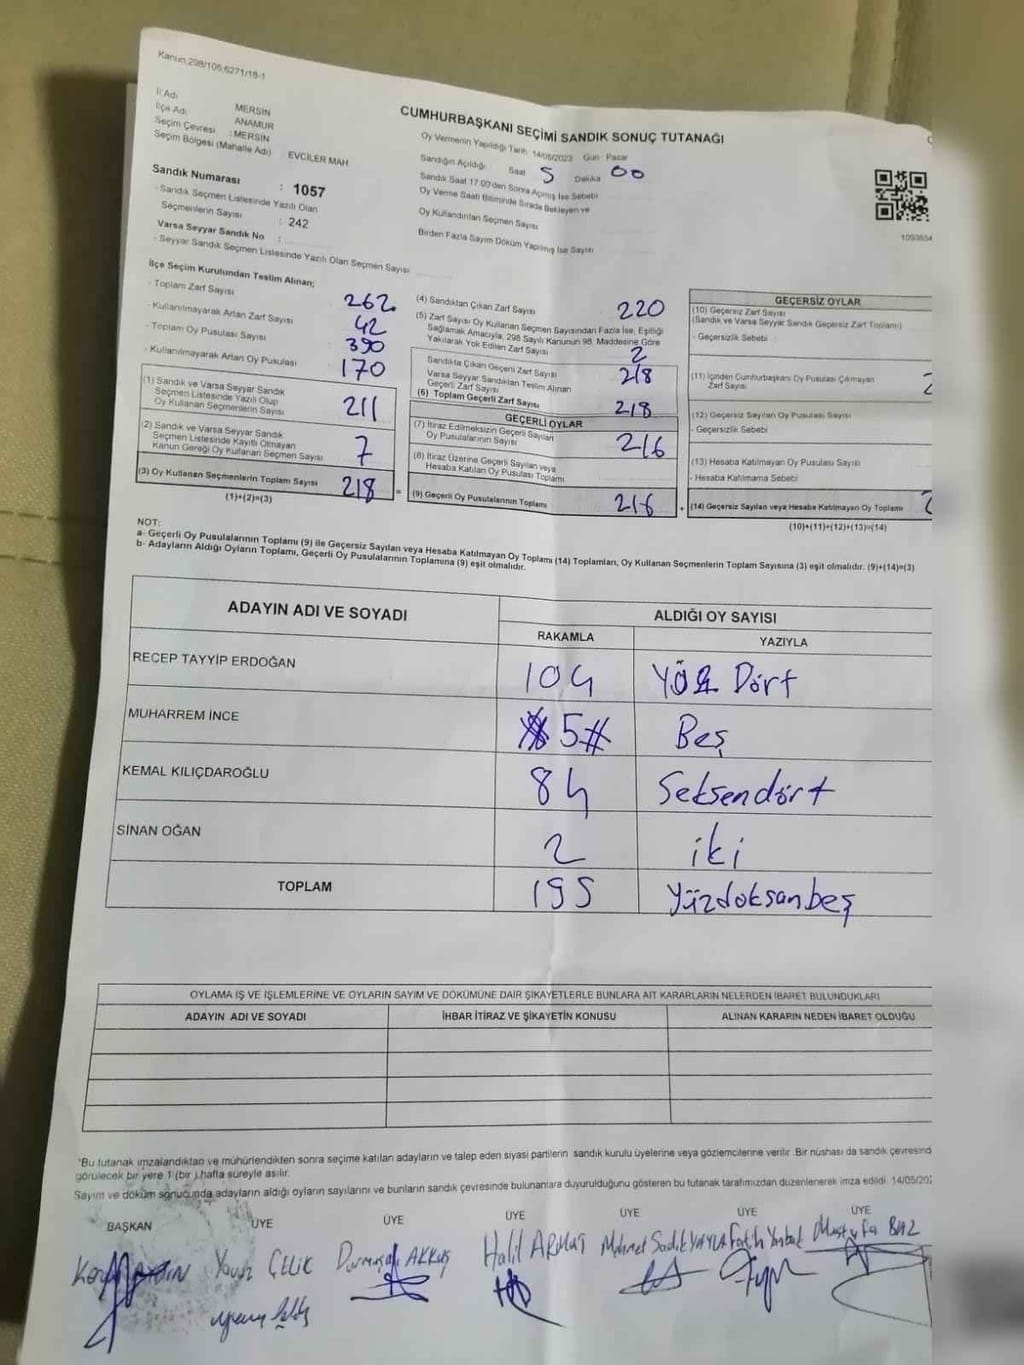 Kanun,298/105,6271/18-1
İl Adı MERSİN
İlçe Adı ANAMUR
Seçim Çevresi : MERSİN
Seçim Bölgesi (Mahalle Adı) : EVCİLER MAH
Sandık Numarası : 1057
- Sandık Seçmen Listesinde Yazılı Olan
Seçmenlerin Sayısı : 242
Varsa Seyyar Sandık No :
- Seyyar Sandık Seçmen Listesinde Yazılı Olan Seçmen Sayısı
CUMHURBAŞKANI SEÇİMİ SANDIK SONUÇ TUTANAĞI
Oy Vermenin Yapıldığı Tarih: 14/05/2023 Gün : Pazar
Sandığın Açıldığı Saat 5 Dakika 00
Sandık Saat 17:00'den Sonra Açılmış İse Sebebi
Oy Verme Saati Bitiminde Sırada Bekleyen ve
Oy Kullandırılan Seçmen Sayısı
Birden Fazla Sayım Döküm Yapılmış İse Sayısı
1093654
İlçe Seçim Kurulundan Teslim Alınan;
- Toplam Zarf Sayısı 262
- Kullanılmayarak Artan Zarf Sayısı 42
- Toplam Oy Pusulası Sayısı 390
- Kullanılmayarak Artan Oy Pusulası 170
(1) Sandık ve Varsa Seyyar Sandık
Seçmen Listesinde Yazılı Olup
Oy Kullanan Seçmenlerin Sayısı 211
(2) Sandık ve Varsa Seyyar Sandık
Seçmen Listesinde Kayıtlı Olmayan
Kanun Gereği Oy Kullanan Seçmen Sayısı 7
(3) Oy Kullanan Seçmenlerin Toplam Sayısı 218
(1)+(2)=(3)
(4) Sandıktan Çıkan Zarf Sayısı 220
(5) Zarf Sayısı Oy Kullanan Seçmen Sayısından Fazla İse, Eşitliği
Sağlamak Amacıyla, 298 Sayılı Kanunun 98. Maddesine Göre
Yakılarak Yok Edilen Zarf Sayısı 2
Sandıkta Çıkan Geçerli Zarf Sayısı 218
Varsa Seyyar Sandıktan Teslim Alınan
Geçerli Zarf Sayısı
(6) Toplam Geçerli Zarf Sayısı 218
GEÇERLİ OYLAR
(7) İtiraz Edilmeksizin Geçerli Sayılan
Oy Pusulalarının Sayısı 216
(8) İtiraz Üzerine Geçerli Sayılan veya
Hesaba Katılan Oy Pusulası Toplamı
= (9) Geçerli Oy Pusulalarının Toplamı 216
GEÇERSİZ OYLAR
(10) Geçersiz Zarf Sayısı
(Sandık ve Varsa Seyyar Sandık Geçersiz Zarf Toplamı)
- Geçersizlik Sebebi
(11) İçinden Cumhurbaşkanı Oy Pusulası Çıkmayan
Zarf Sayısı 2
(12) Geçersiz Sayılan Oy Pusulası Sayısı
- Geçersizlik Sebebi
(13) Hesaba Katılmayan Oy Pusulası Sayısı
- Hesaba Katılmama Sebebi
+ (14) Geçersiz Sayılan veya Hesaba Katılmayan Oy Toplamı
(10)+(11)+(12)+(13)=(14)
NOT:
a- Geçerli Oy Pusulalarının Toplamı (9) ile Geçersiz Sayılan veya Hesaba Katılmayan Oy Toplamı (14) Toplamları, Oy Kullanan Seçmenlerin Toplam Sayısına (3) eşit olmalıdır. (9)+(14)=(3)
b- Adayların Aldığı Oyların Toplamı, Geçerli Oy Pusulalarının Toplamına (9) eşit olmalıdır.
ADAYIN ADI VE SOYADI ALDIĞI OY SAYISI
RAKAMLA YAZIYLA
RECEP TAYYİP ERDOĞAN 104 YÜZ Dört
MUHARREM İNCE 5# Beş
KEMAL KILIÇDAROĞLU 84 Seksendört
SİNAN OĞAN 2 iki
TOPLAM 195 Yüzdoksanbeş
OYLAMA İŞ VE İŞLEMLERİNE VE OYLARIN SAYIM VE DÖKÜMÜNE DAİR ŞİKAYETLERLE BUNLARA AİT KARARLARIN NELERDEN İBARET BULUNDUKLARI
ADAYIN ADI VE SOYADI İHBAR İTİRAZ VE ŞİKAYETİN KONUSU ALINAN KARARIN NEDEN İBARET OLDUĞU
*Bu tutanak imzalandıktan ve mühürlendikten sonra seçime katılan adayların ve talep eden siyasi partilerin sandık kurulu üyelerine veya gözlemcilerine verilir. Bir nüshası da sandık çevresind
görülecek bir yere 1 (bir) hafta süreyle asılır.
Sayım ve döküm sonucunda adayların aldığı oyların sayılarını ve bunların sandık çevresinde bulunanlara duyurulduğunu gösteren bu tutanak tarafımızdan düzenlenerek imza edildi. 14/05/202
BAŞKAN ÜYE ÜYE ÜYE ÜYE ÜYE ÜYE
AYDIN Yavuz ÇELİK Durmuşali AKKUŞ Halil Mehmet Sadık YAYLA Fatih Mustafa